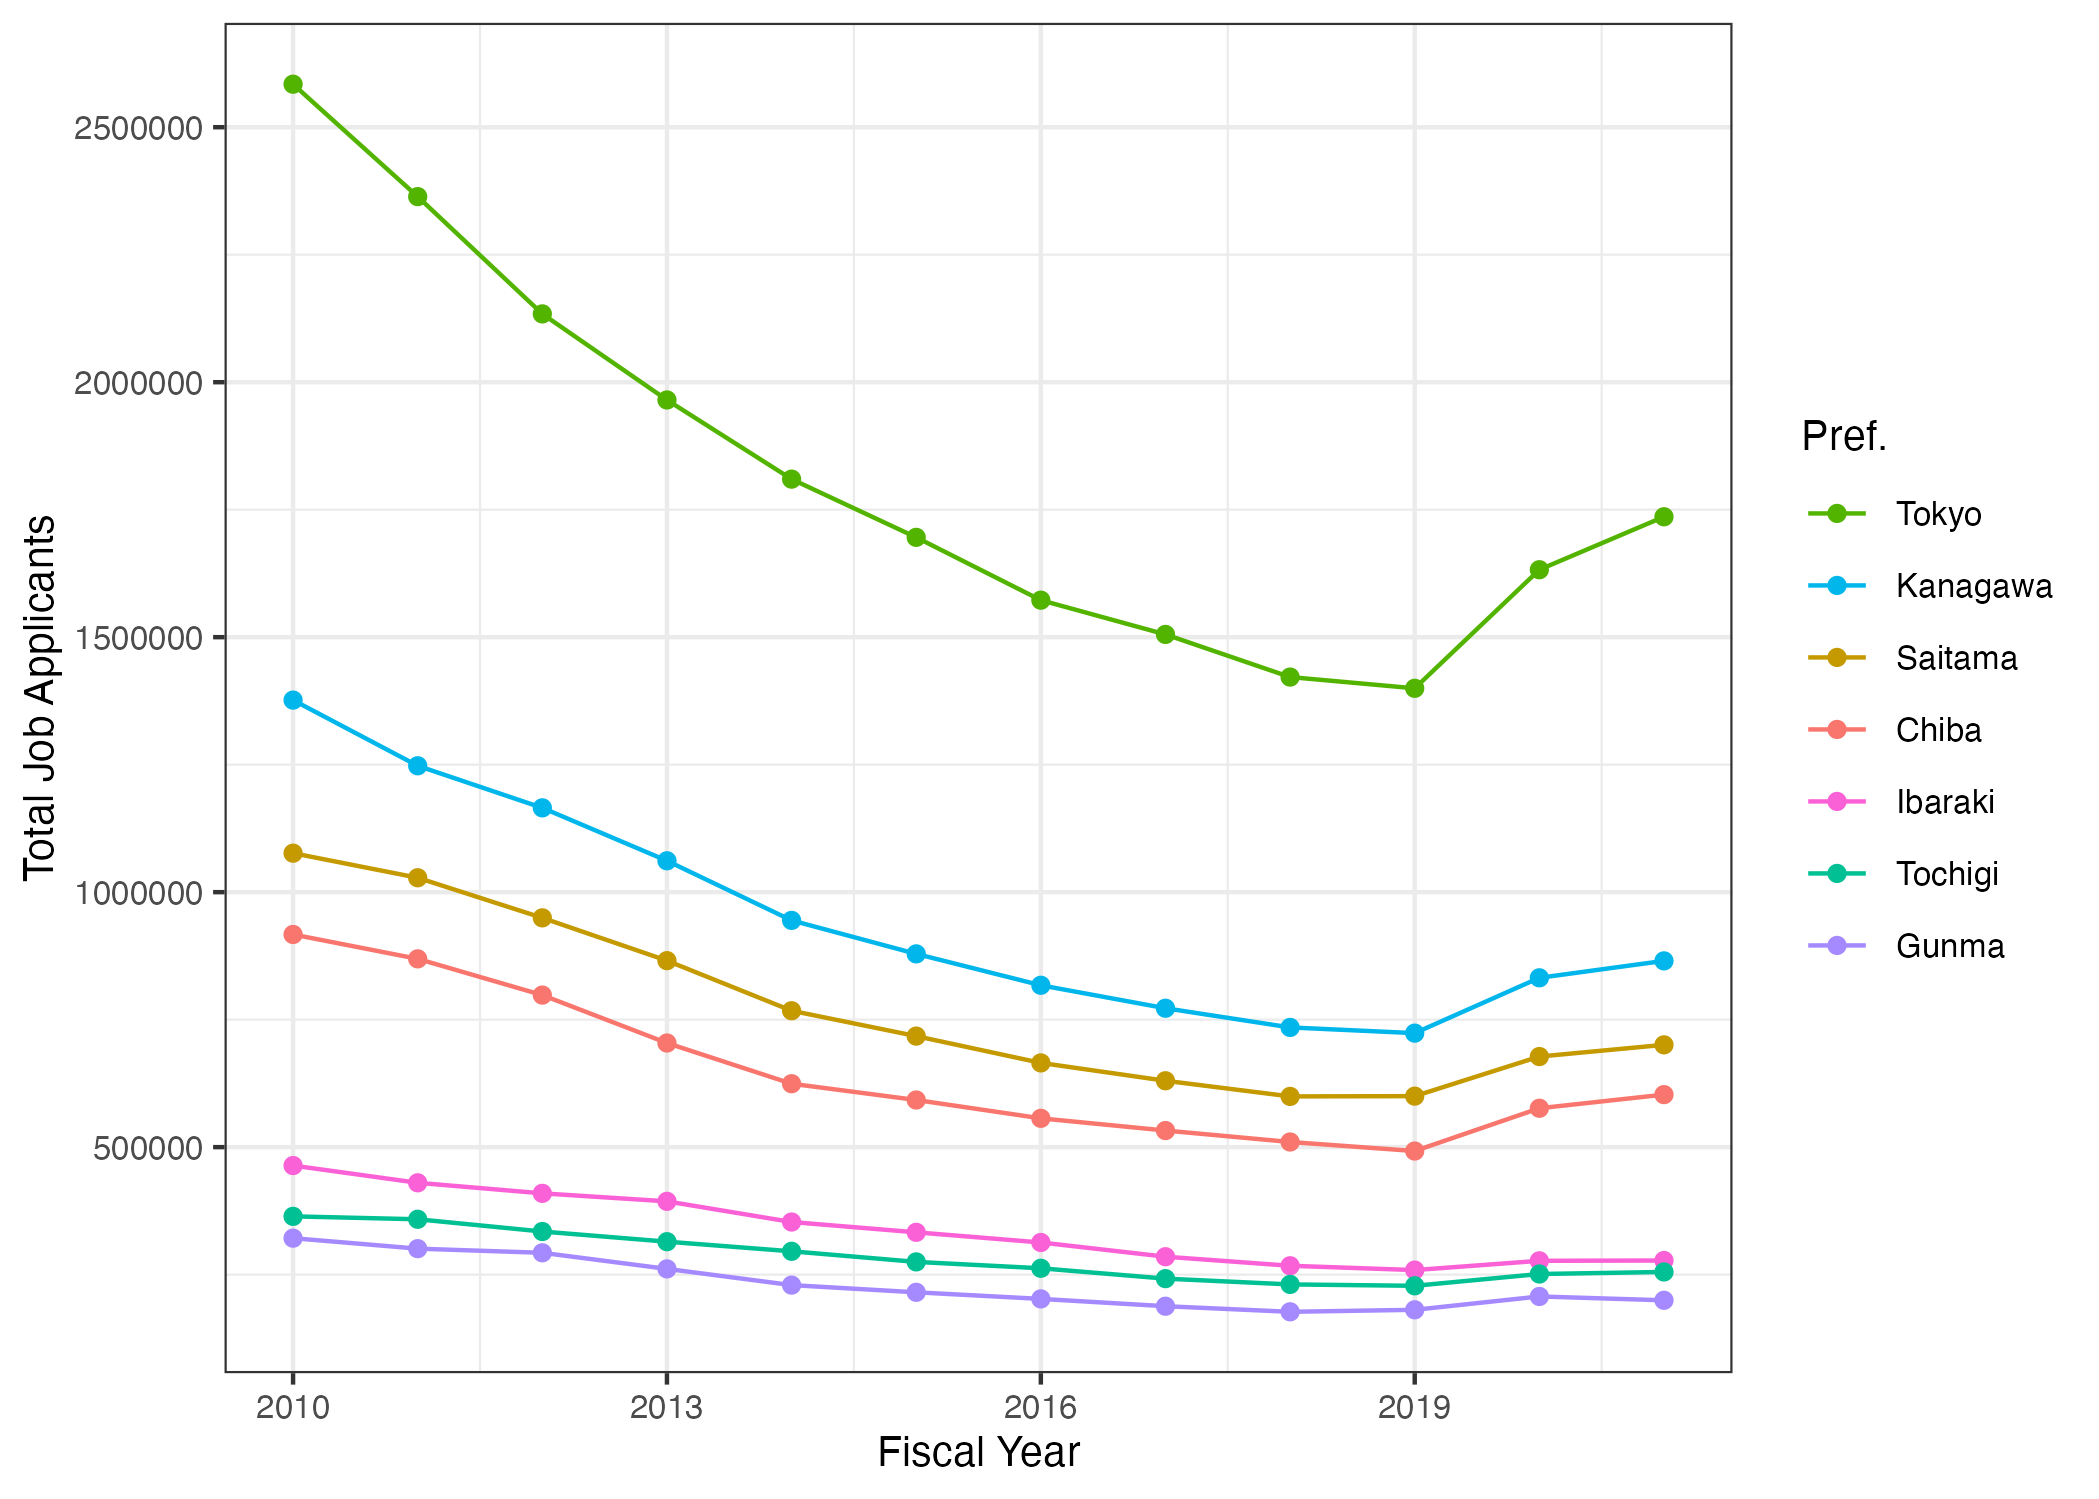 2500000
2000000
1500000
1000000
500000
Total Job Applicants
2010
2013
2016
2019
Fiscal Year
Pref.
Tokyo
Kanagawa
Saitama
Chiba
Ibaraki
Tochigi
Gunma